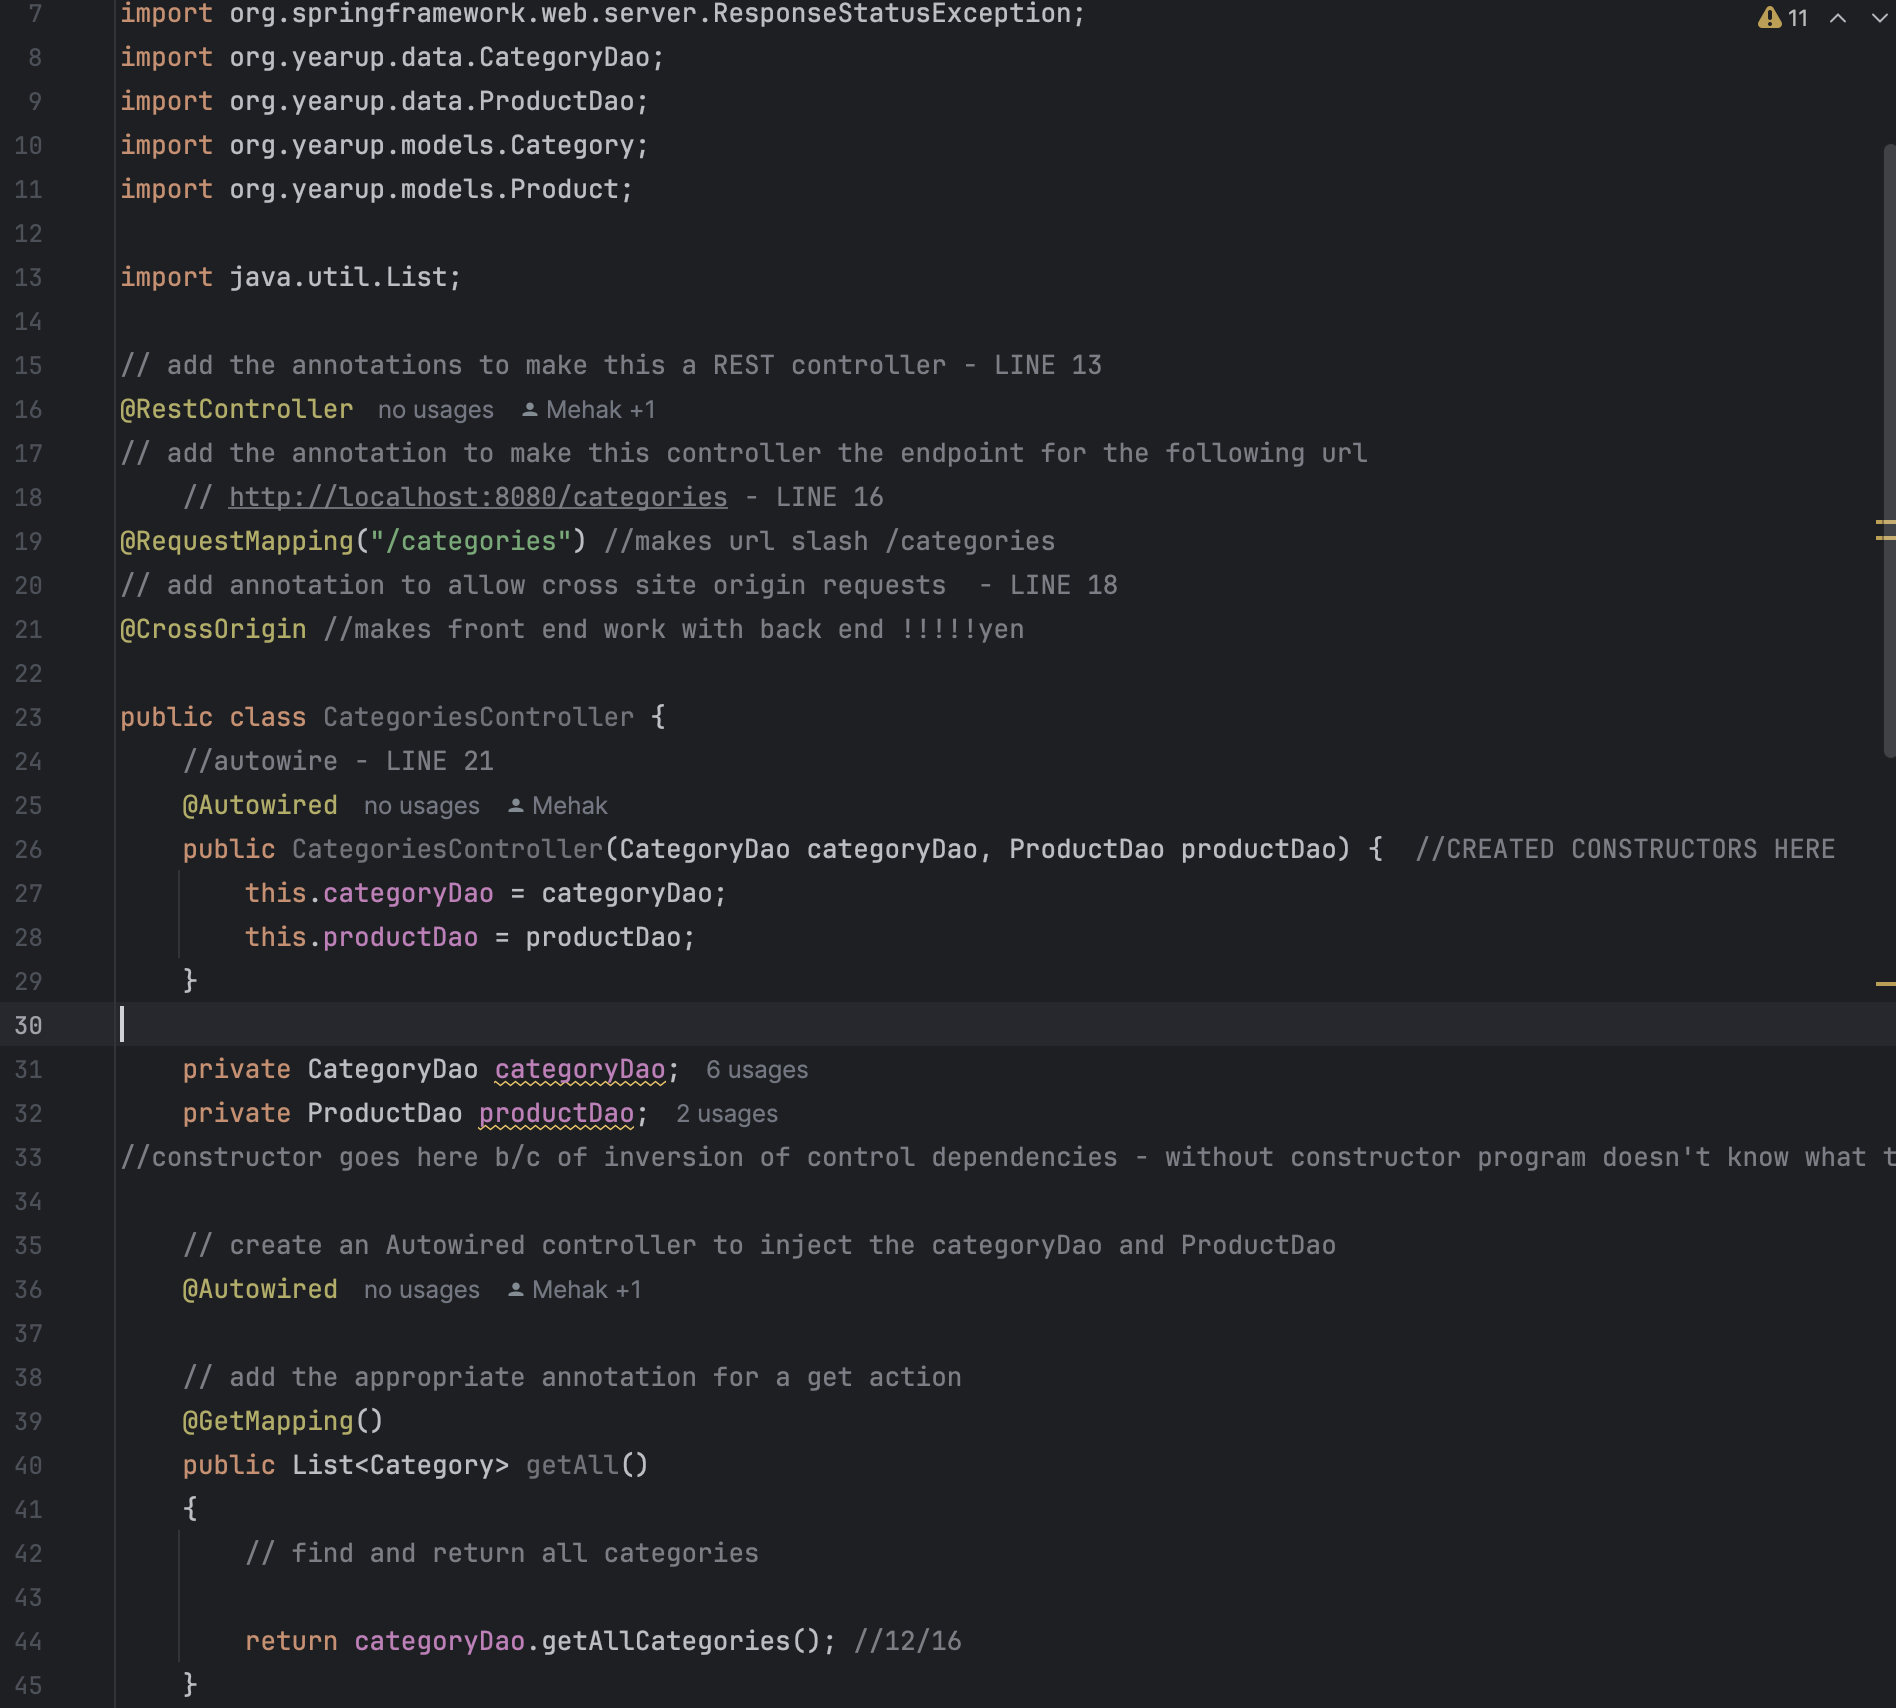 7 import org.springframework.web.server.ResponseStatusException; 11
8 import org.yearup.data.CategoryDao;
9 import org.yearup.data.ProductDao;
10 import org.yearup.models.Category;
11 import org.yearup.models.Product;
12
13 import java.util.List;
14
15 // add the annotations to make this a REST controller - LINE 13
16 @RestController no usages Mehak +1
17 // add the annotation to make this controller the endpoint for the following url
18 // http://localhost:8080/categories - LINE 16
19 @RequestMapping("/categories") //makes url slash /categories
20 // add annotation to allow cross site origin requests  - LINE 18
21 @CrossOrigin //makes front end work with back end !!!!!yen
22
23 public class CategoriesController {
24 //autowire - LINE 21
25 @Autowired no usages Mehak
26 public CategoriesController(CategoryDao categoryDao, ProductDao productDao) {  //CREATED CONSTRUCTORS HERE
27 this.categoryDao = categoryDao;
28 this.productDao = productDao;
29 }
30
31 private CategoryDao categoryDao; 6 usages
32 private ProductDao productDao; 2 usages
33 //constructor goes here b/c of inversion of control dependencies - without constructor program doesn't know what t
34
35 // create an Autowired controller to inject the categoryDao and ProductDao
36 @Autowired no usages Mehak +1
37
38 // add the appropriate annotation for a get action
39 @GetMapping()
40 public List<Category> getAll()
41 {
42 // find and return all categories
43
44 return categoryDao.getAllCategories(); //12/16
45 }